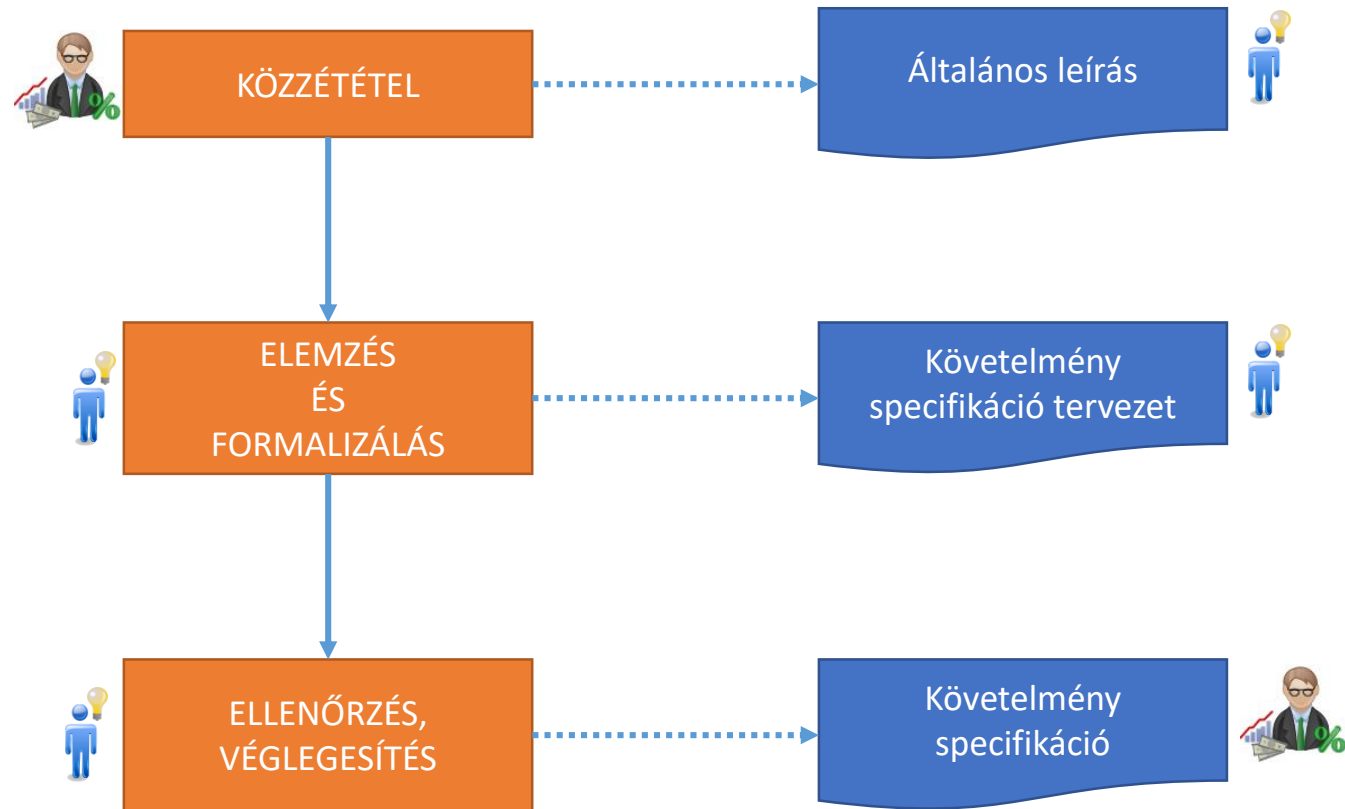 KÖZZÉTÉTEL
Általános leírás
ELEMZÉS
ÉS
FORMALIZÁLÁS
Követelmény
specifikáció tervezet
ELLENŐRZÉS,
VÉGLEGESÍTÉS
Követelmény
specifikáció